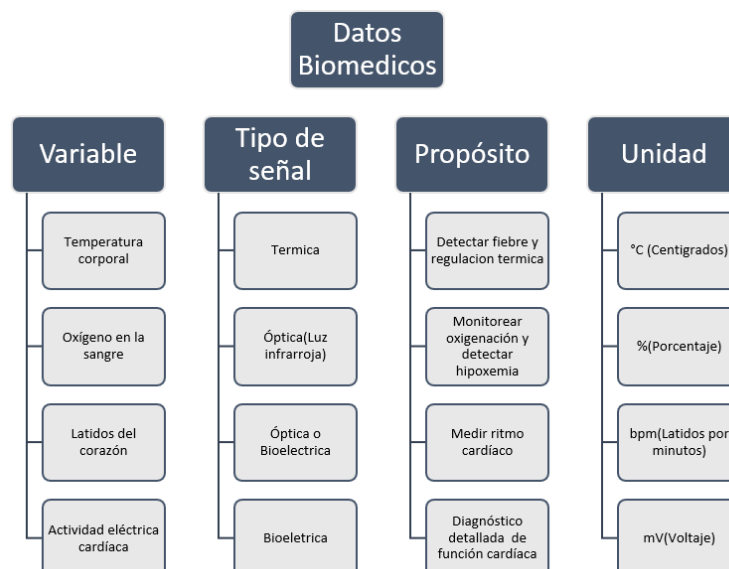 Datos
Biomedicos
Variable
Temperatura
corporal
Oxígeno en la
sangre
Latidos del
corazón
Actividad eléctrica
cardíaca
Tipo de
señal
Termica
Óptica(Luz
infrarroja)
Óptica o
Bioelectrica
Bioeletrica
Propósito
Detectar fiebre y
regulacion termica
Monitorear
oxigenación y
detectar
hipoxemia
Medir ritmo
cardíaco
Diagnóstico
detallada de
función cardíaca
Unidad
°C (Centigrados)
%(Porcentaje)
bpm(Latidos por
minutos)
mV(Voltaje)